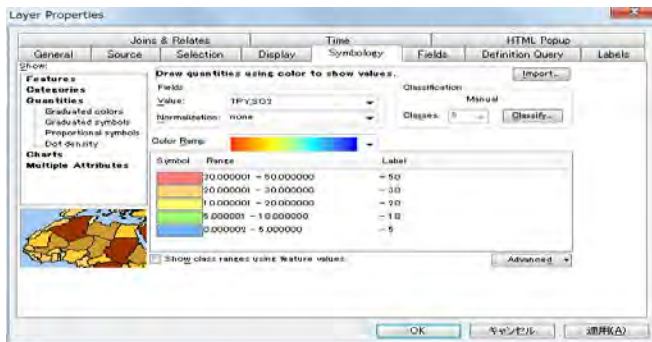 Layer Properties
Joins & Relates Time HTML Popup
General Source Selection Display Symbology Fields Definition Query Labels
Show:
Features
Categories
Quantities
Graduated colors
Graduated symbols
Proportional symbols
Dot density
Charts
Multiple Attributes
Draw quantities using color to show values.
Import...
Fields
Value: TPY_SO2
Normalization: none
Classification
Manual
Classes: 5 Classify...
Color Ramp:
Symbol Range Label
30.000001 - 50.000000 - 50
20.000001 - 30.000000 - 30
10.000001 - 20.000000 - 20
5.000001 - 10.000000 - 10
0.000002 - 5.000000 - 5
Show class ranges using feature values
Advanced
OK キャンセル 適用(A)